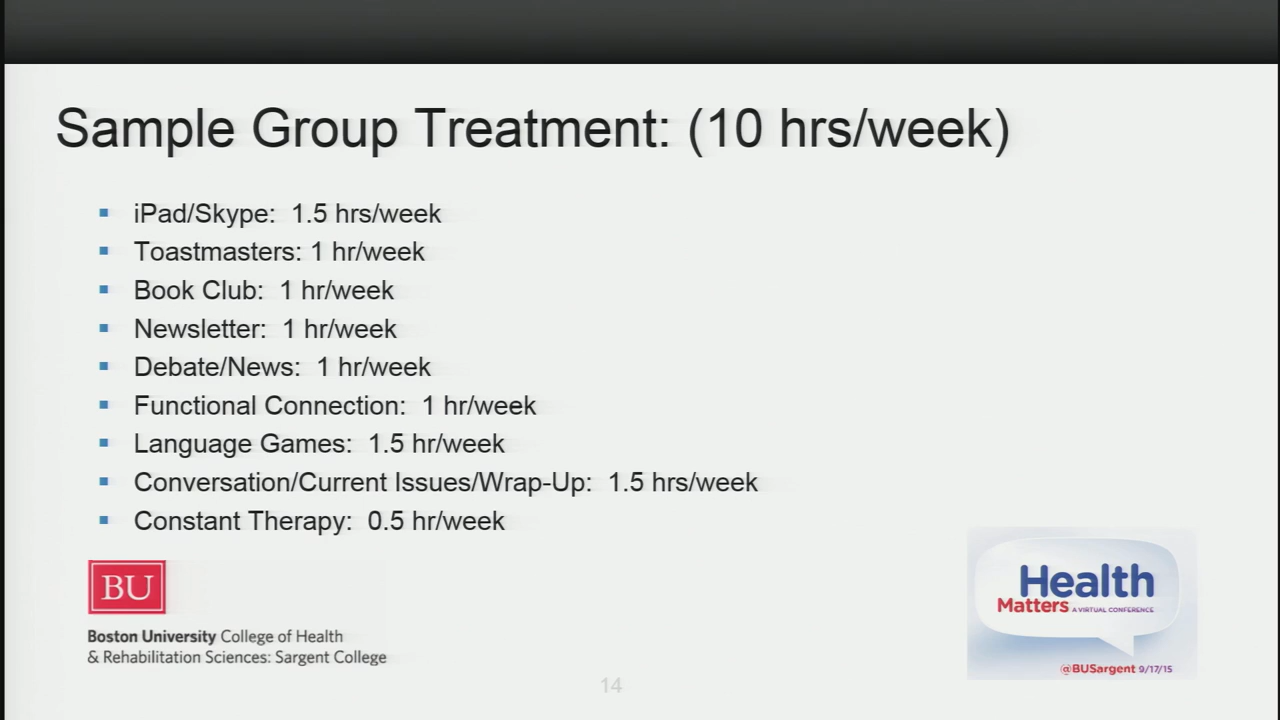 Sample Group Treatment: (10 hrs/week)
iPad/Skype: 1.5 hrs/week
Toastmasters: 1 hr/week
Book Club: 1 hr/week
Newsletter: 1 hr/week
Debate/News: 1 hr/week
Functional Connection: 1 hr/week
Language Games: 1.5 hr/week
Conversation/Current Issues/Wrap-Up: 1.5 hrs/week
Constant Therapy: 0.5 hr/week
BU
Boston University College of Health
& Rehabilitation Sciences: Sargent College
Health
Matters A VIRTUAL CONFERENCE
@BUSargent 9/17/15
14